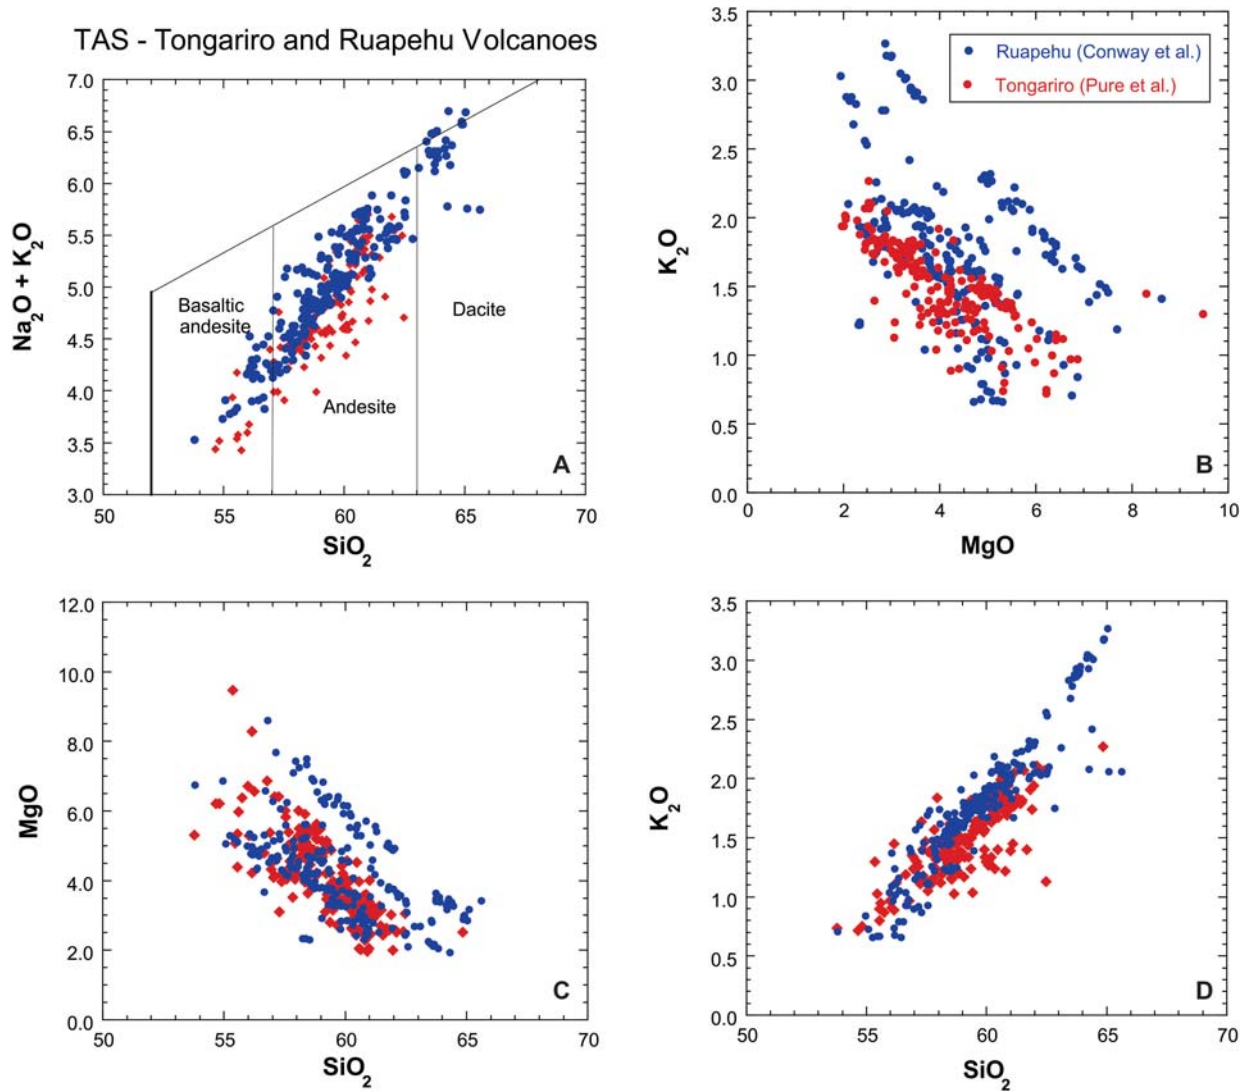 TAS - Tongariro and Ruapehu Volcanoes
7.0
6.5
6.0
5.5
5.0
4.5
4.0
3.5
3.0
Na₂O + K₂O
Basaltic
andesite
Dacite
Andesite
A
50
55
60
65
70
SiO₂
3.5
3.0
2.5
2.0
1.5
1.0
0.5
0.0
K₂O
Ruapehu (Conway et al.)
Tongariro (Pure et al.)
B
0
2
4
6
8
10
MgO
12.0
10.0
8.0
6.0
4.0
2.0
0.0
MgO
C
50
55
60
65
70
SiO₂
3.5
3.0
2.5
2.0
1.5
1.0
0.5
0.0
K₂O
D
50
55
60
65
70
SiO₂